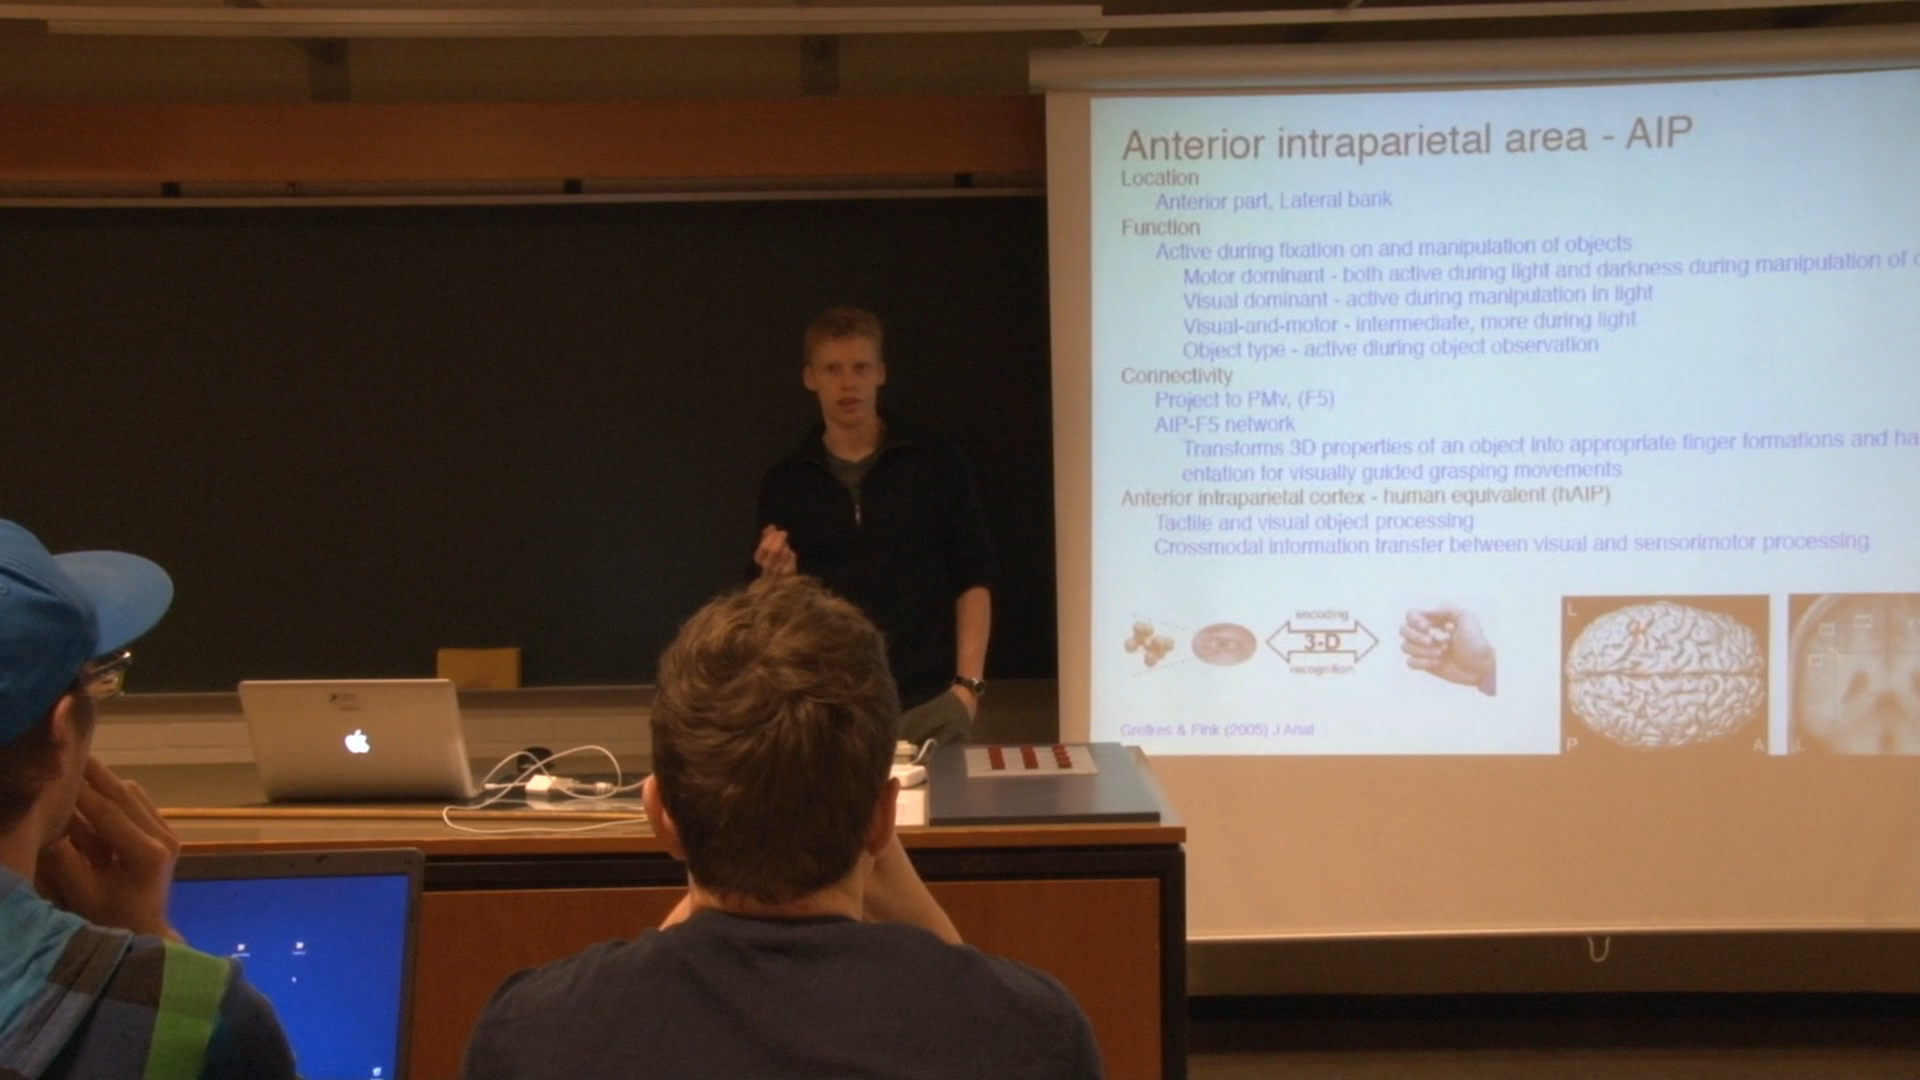 Anterior intraparietal area - AIP
Location
Anterior part, Lateral bank
Function
Active during fixation on and manipulation of objects
Motor dominant - both active during light and darkness during manipulation of
Visual dominant - active during manipulation in light
Visual-and-motor - intermediate, more during light
Object type - active diuring object observation
Connectivity
Project to PMv, (F5)
AIP-F5 network
Transforms 3D properties of an object into appropriate finger formations and ha
entation for visually guided grasping movements
Anterior intraparietal cortex - human equivalent (hAIP)
Tactile and visual object processing
Crossmodal information transfer between visual and sensorimotor processing
encoding
3-D
recognition
L
P
A
L
Grefkes & Fink (2005) J Anat